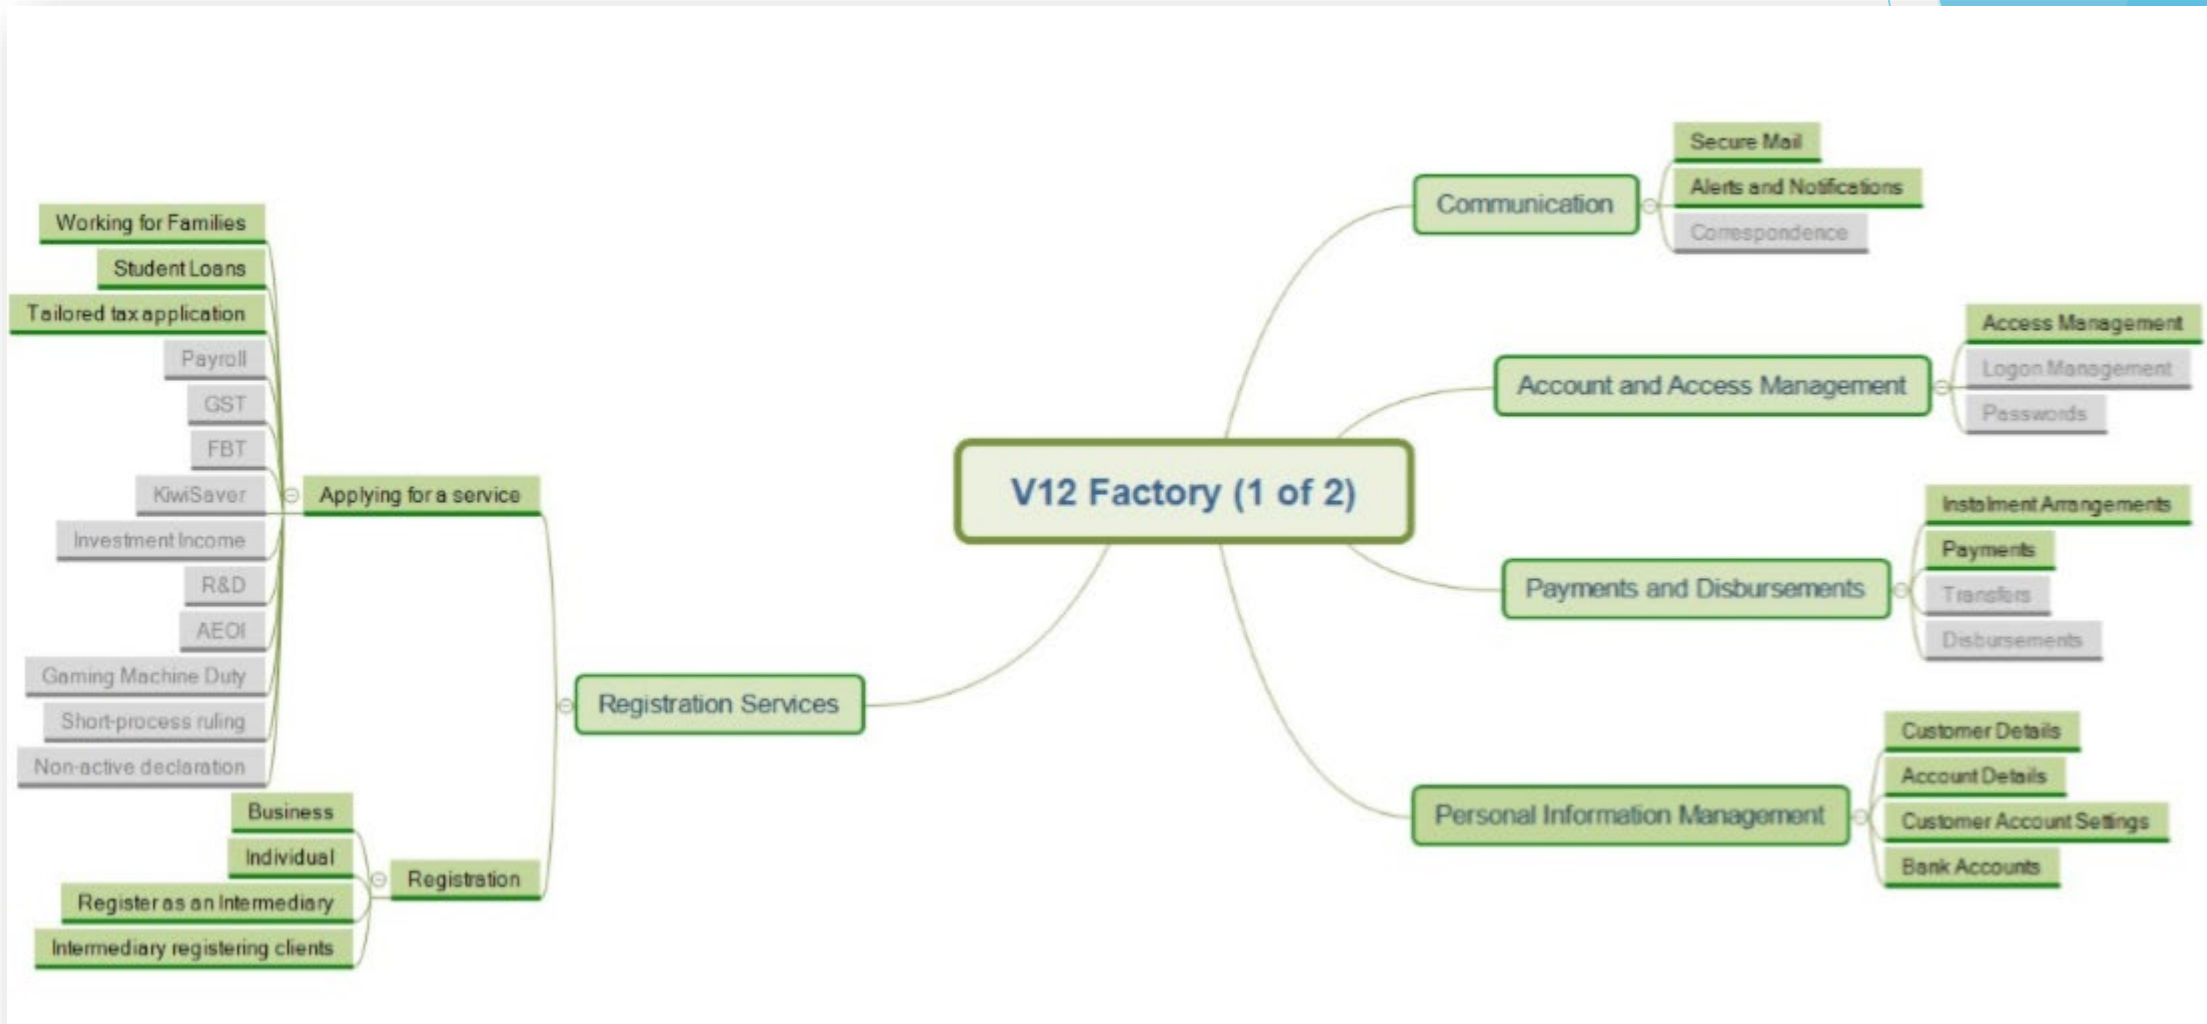 V12 Factory (1 of 2)
Communication
Secure Mail
Alerts and Notifications
Correspondence
Account and Access Management
Access Management
Logon Management
Passwords
Payments and Disbursements
Instalment Arrangements
Payments
Transfers
Disbursements
Personal Information Management
Customer Details
Account Details
Customer Account Settings
Bank Accounts
Registration Services
Applying for a service
Working for Families
Student Loans
Tailored tax application
Payroll
GST
FBT
KiwiSaver
Investment Income
R&D
AEOI
Gaming Machine Duty
Short-process ruling
Non-active declaration
Registration
Business
Individual
Register as an Intermediary
Intermediary registering clients